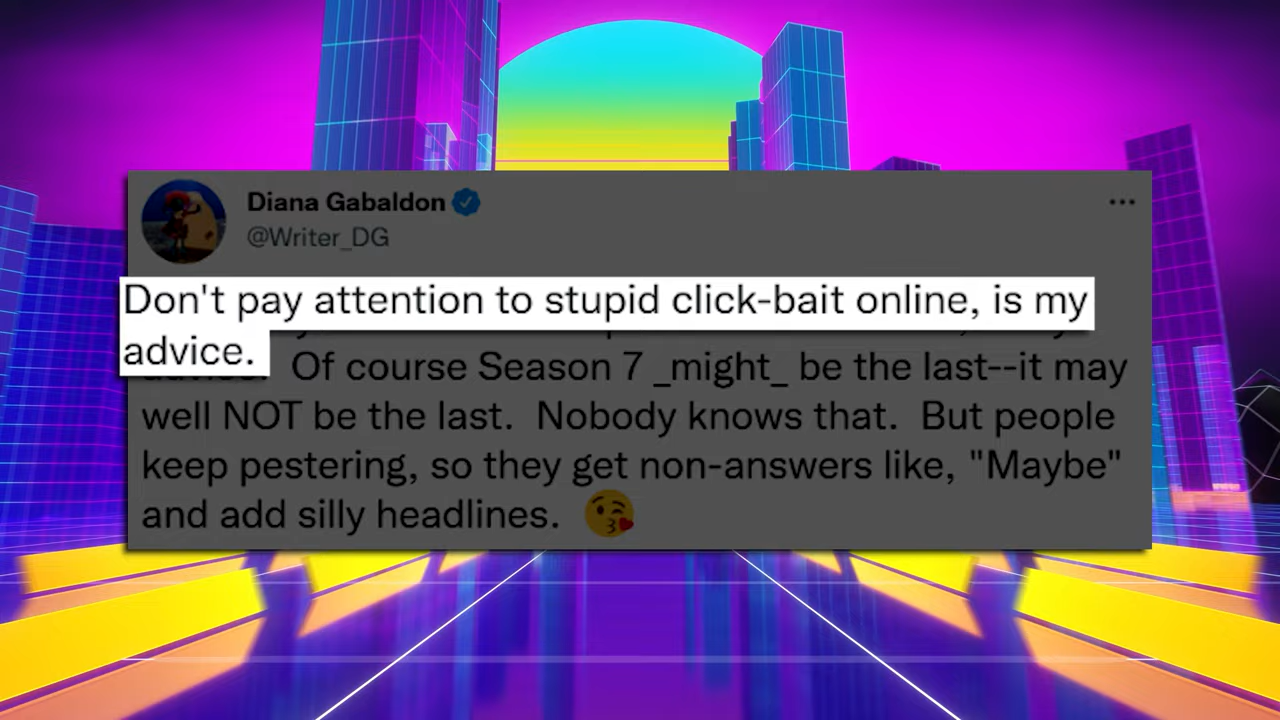 Diana Gabaldon
@Writer_DG
Don't pay attention to stupid click-bait online, is my
advice.
Of course Season 7 _might_ be the last--it may
well NOT be the last. Nobody knows that. But people
keep pestering, so they get non-answers like, "Maybe"
and add silly headlines. 😘